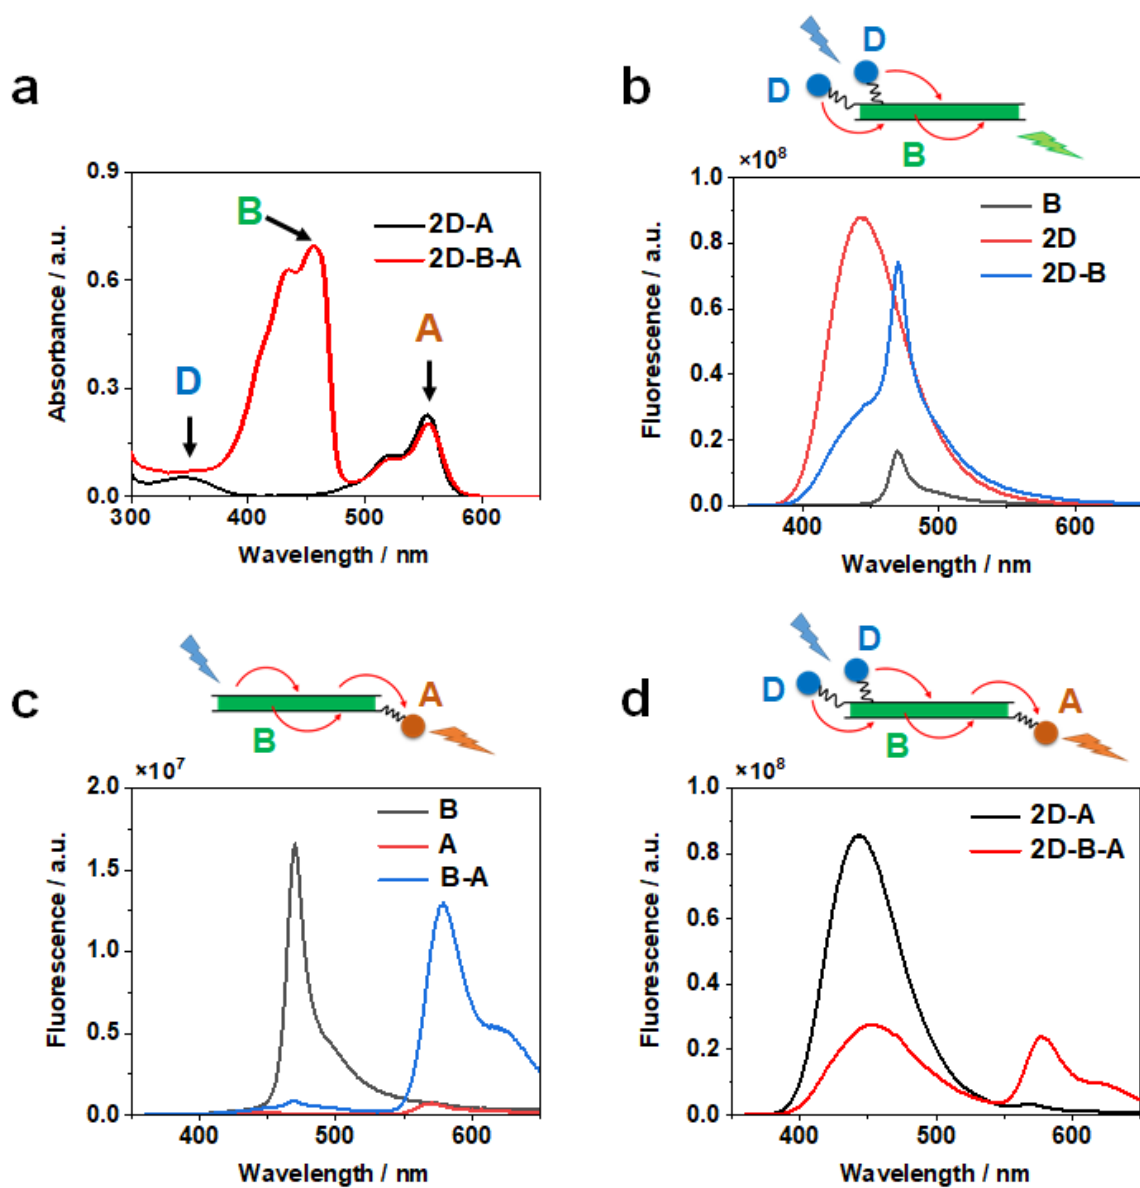 a
0.9
0.6
0.3
0.0
300
400
500
600
Absorbance / a.u.
Wavelength / nm
B
D
A
2D-A
2D-B-A
b
D
D
B
×10⁸
1.0
0.8
0.6
0.4
0.2
0.0
400
500
600
Fluorescence / a.u.
Wavelength / nm
B
2D
2D-B
c
A
B
×10⁷
2.0
1.5
1.0
0.5
0.0
400
500
600
Fluorescence / a.u.
Wavelength / nm
B
A
B-A
d
D
D
A
B
×10⁸
1.0
0.8
0.6
0.4
0.2
0.0
400
500
600
Fluorescence / a.u.
Wavelength / nm
2D-A
2D-B-A